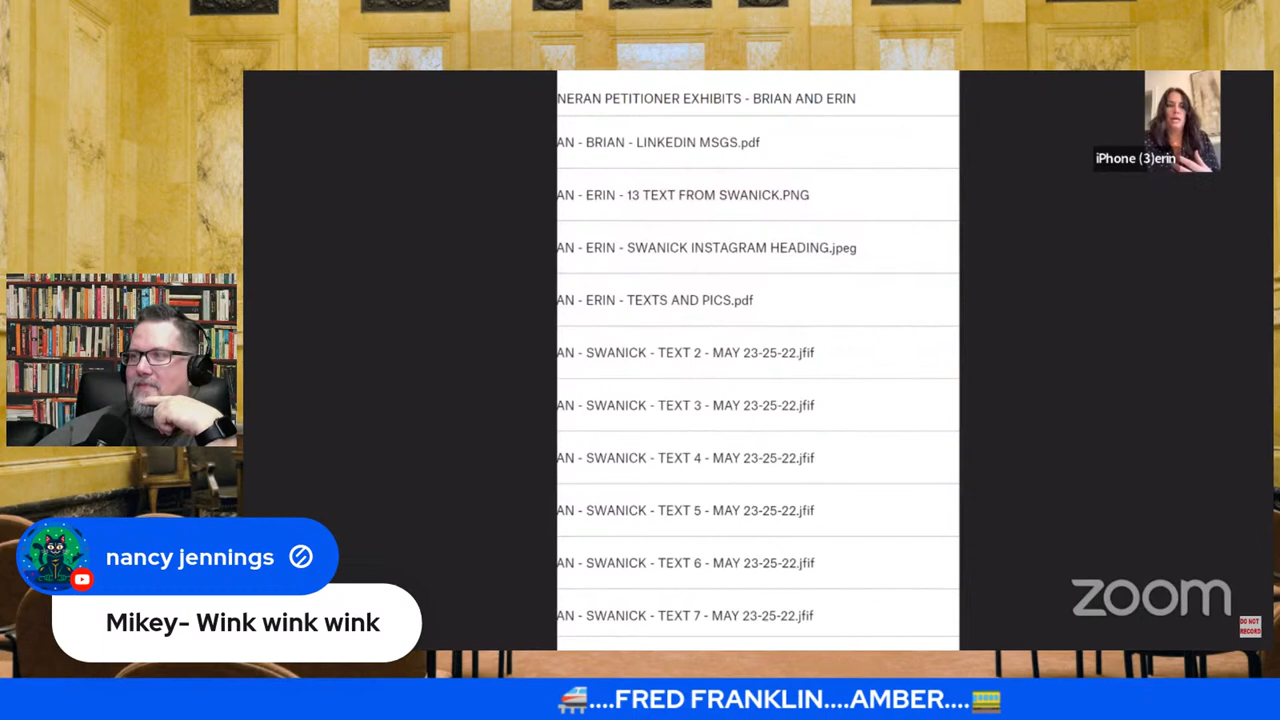 NERAN PETITIONER EXHIBITS - BRIAN AND ERIN
AN - BRIAN - LINKEDIN MSGS.pdf
AN - ERIN - 13 TEXT FROM SWANICK.PNG
AN - ERIN - SWANICK INSTAGRAM HEADING.jpeg
AN - ERIN - TEXTS AND PICS.pdf
AN - SWANICK - TEXT 2 - MAY 23-25-22.jfif
AN - SWANICK - TEXT 3 - MAY 23-25-22.jfif
AN - SWANICK - TEXT 4 - MAY 23-25-22.jfif
AN - SWANICK - TEXT 5 - MAY 23-25-22.jfif
AN - SWANICK - TEXT 6 - MAY 23-25-22.jfif
AN - SWANICK - TEXT 7 - MAY 23-25-22.jfif
iPhone (3)erin
nancy jennings
Mikey- Wink wink wink
zoom
DO NOT
RECORD
🚈....FRED FRANKLIN....AMBER....🚃